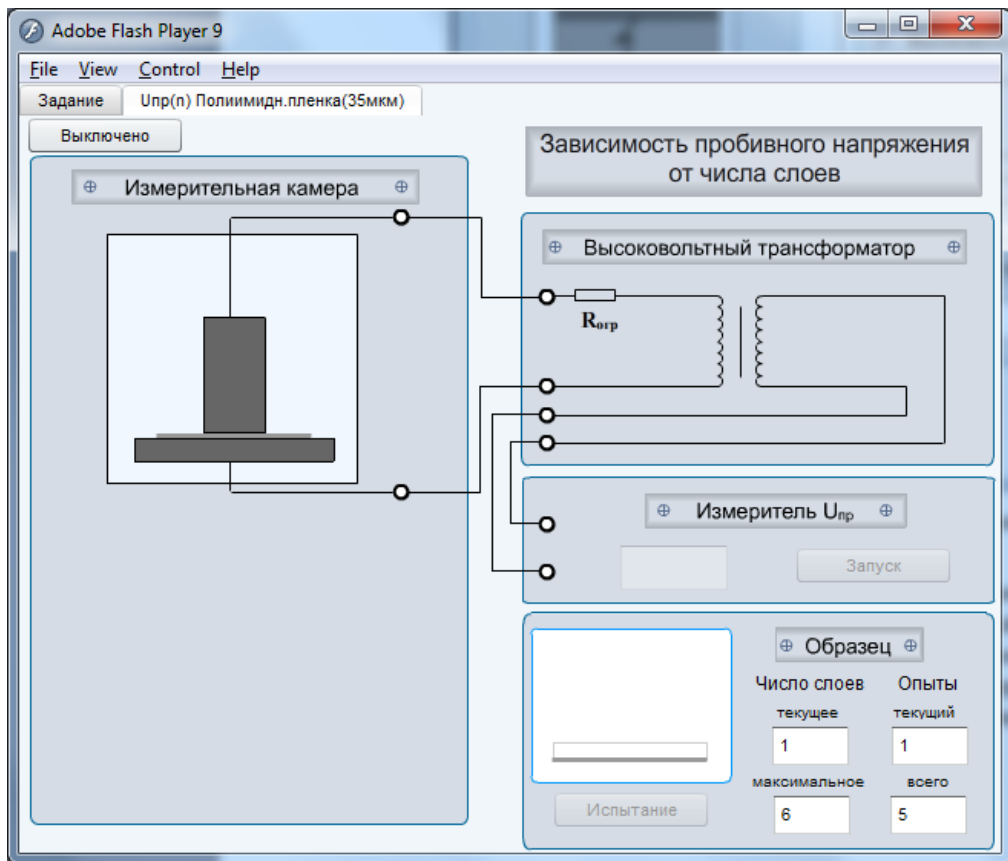 Adobe Flash Player 9
File View Control Help
Задание Uпр(n) Полиимидн.пленка(35мкм)
Выключено
Зависимость пробивного напряжения
от числа слоев
Измерительная камера
Высоковольтный трансформатор
Rогр
Измеритель Uпр
Запуск
Образец
Число слоев Опыты
текущее текущий
1 1
максимальное всего
6 5
Испытание